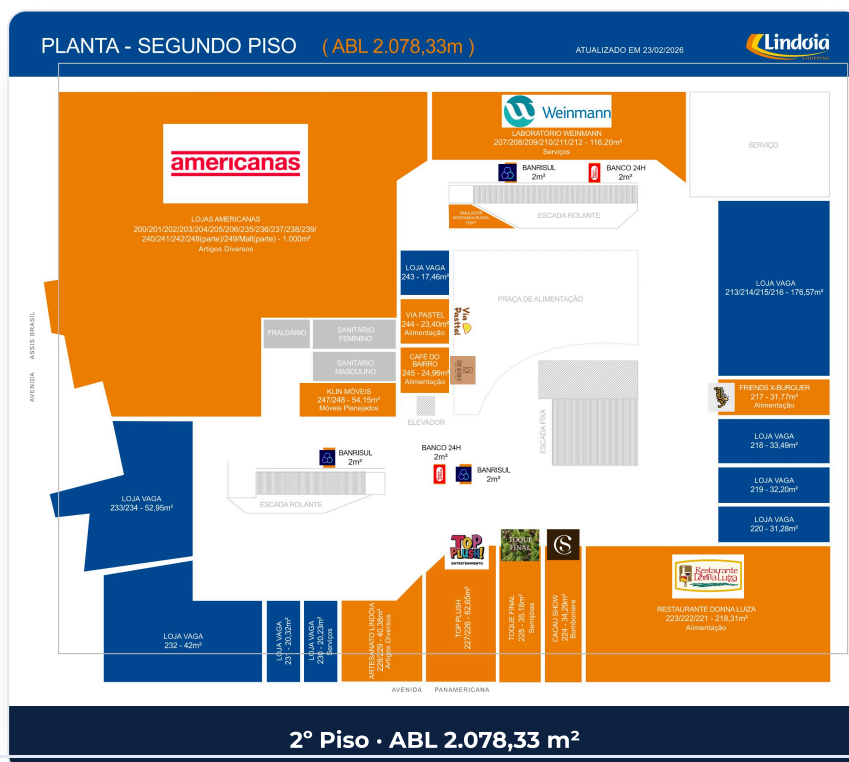 PLANTA - SEGUNDO PISO ( ABL 2.078,33m )
ATUALIZADO EM 23/02/2026
Lindóia
SHOPPING
americanas
LOJAS AMERICANAS
200/201/202/203/204/205/206/235/236/237/238/239/
240/241/242/248(parte)/249/Mall(parte) - 1.000m²
Artigos Diversos
Weinmann
LABORATÓRIO WEINMANN
207/208/209/210/211/212 - 116,20m²
Serviços
SERVIÇO
BANRISUL
2m²
BANCO 24H
2m²
ESCADA ROLANTE
LOJA VAGA
243 - 17,46m²
PRAÇA DE ALIMENTAÇÃO
LOJA VAGA
213/214/215/216 - 176,57m²
VIA PASTEL
244 - 23,40m²
Alimentação
Via
Pasttel
FRALDÁRIO
SANITÁRIO
FEMININO
SANITÁRIO
MASCULINO
CAFÉ DO
BAIRRO
245 - 24,96m²
Alimentação
KLIN MÓVEIS
247/248 - 54,15m²
Móveis Planejados
ELEVADOR
ESCADA FIXA
FRIENDS X-BURGUER
217 - 31,77m²
Alimentação
LOJA VAGA
218 - 33,49m²
LOJA VAGA
219 - 32,20m²
LOJA VAGA
220 - 31,28m²
AVENIDA ASSIS BRASIL
BANRISUL
2m²
BANCO 24H
2m²
BANRISUL
2m²
ESCADA ROLANTE
LOJA VAGA
233/234 - 52,95m²
TOP
PLUSH!
ENTRETENIMENTO
TOQUE
FINAL
CS
Restaurante
Donna Luiza
LOJA VAGA
232 - 42m²
LOJA VAGA
231 - 20,32m²
LOJA VAGA
230 - 20,23m²
Serviços
ARTESANATO LINDÓIA
228/229 - 40,38m²
Artigos Diversos
TOP PLUSH
227/226 - 62,65m²
TOQUE FINAL
225 - 35,18m²
Semijóias
CACAU SHOW
224 - 34,29m²
Bomboniere
RESTAURANTE DONNA LUIZA
223/222/221 - 218,31m²
Alimentação
AVENIDA PANAMERICANA
2º Piso · ABL 2.078,33 m²